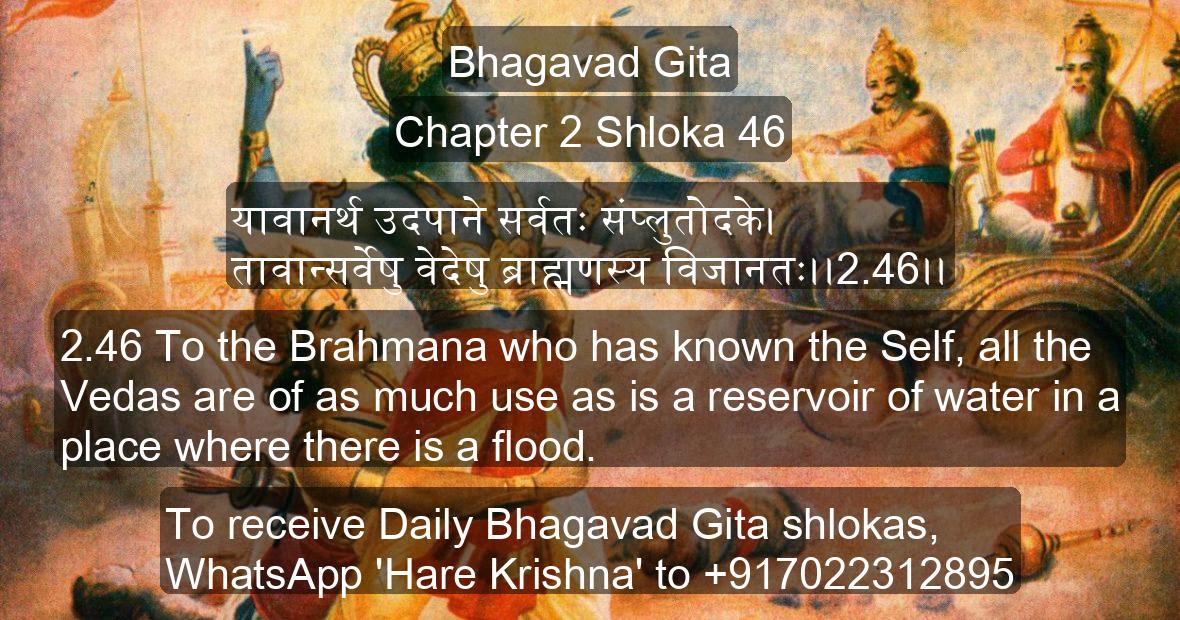 Bhagavad Gita
Chapter 2 Shloka 46
यावानर्थ उदपाने सर्वतः संप्लुतोदके।
तावान्सर्वेषु वेदेषु ब्राह्मणस्य विजानतः।।2.46।।
2.46 To the Brahmana who has known the Self, all the
Vedas are of as much use as is a reservoir of water in a
place where there is a flood.
To receive Daily Bhagavad Gita shlokas,
WhatsApp 'Hare Krishna' to +917022312895